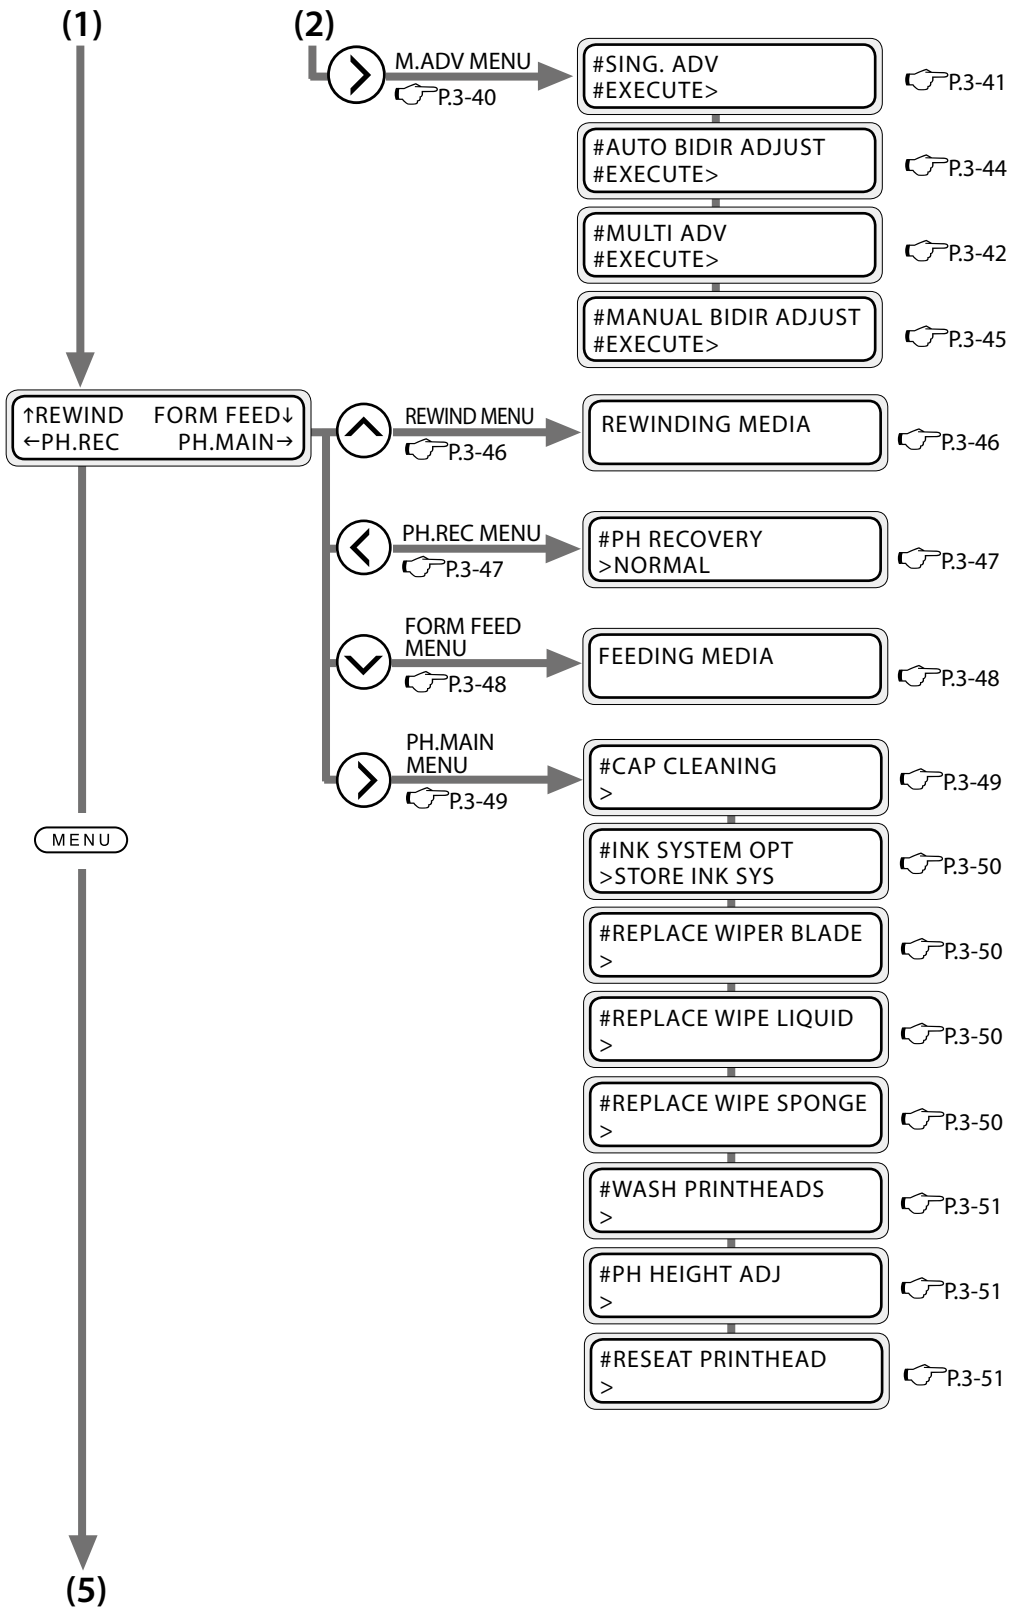 (1)
(2)
M.ADV MENU
P.3-40
#SING. ADV
#EXECUTE>
P.3-41
#AUTO BIDIR ADJUST
#EXECUTE>
P.3-44
#MULTI ADV
#EXECUTE>
P.3-42
#MANUAL BIDIR ADJUST
#EXECUTE>
P.3-45
↑REWIND FORM FEED↓
←PH.REC PH.MAIN→
REWIND MENU
P.3-46
REWINDING MEDIA
P.3-46
PH.REC MENU
P.3-47
#PH RECOVERY
>NORMAL
P.3-47
FORM FEED
MENU
P.3-48
FEEDING MEDIA
P.3-48
PH.MAIN
MENU
P.3-49
#CAP CLEANING
>
P.3-49
MENU
#INK SYSTEM OPT
>STORE INK SYS
P.3-50
#REPLACE WIPER BLADE
>
P.3-50
#REPLACE WIPE LIQUID
>
P.3-50
#REPLACE WIPE SPONGE
>
P.3-50
#WASH PRINTHEADS
>
P.3-51
#PH HEIGHT ADJ
>
P.3-51
#RESEAT PRINTHEAD
>
P.3-51
(5)